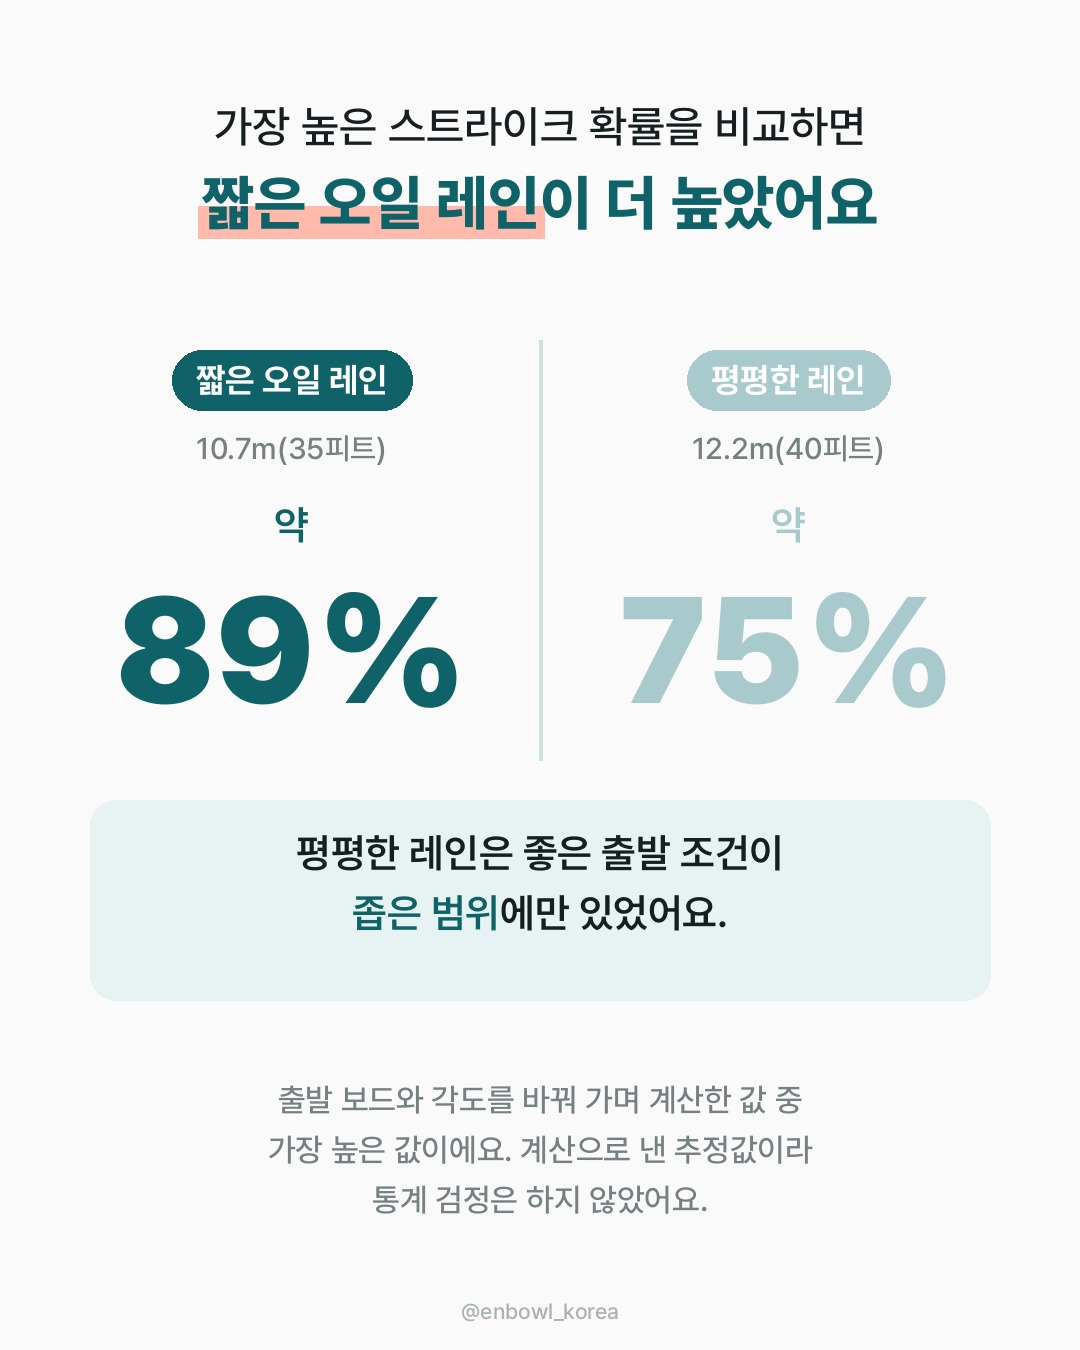 가장 높은 스트라이크 확률을 비교하면
짧은 오일 레인이 더 높았어요
짧은 오일 레인
10.7m(35피트)
약
89%
평평한 레인
12.2m(40피트)
약
75%
평평한 레인은 좋은 출발 조건이
좁은 범위에만 있었어요.
출발 보드와 각도를 바꿔 가며 계산한 값 중
가장 높은 값이에요. 계산으로 낸 추정값이라
통계 검정은 하지 않았어요.
@enbowl_korea